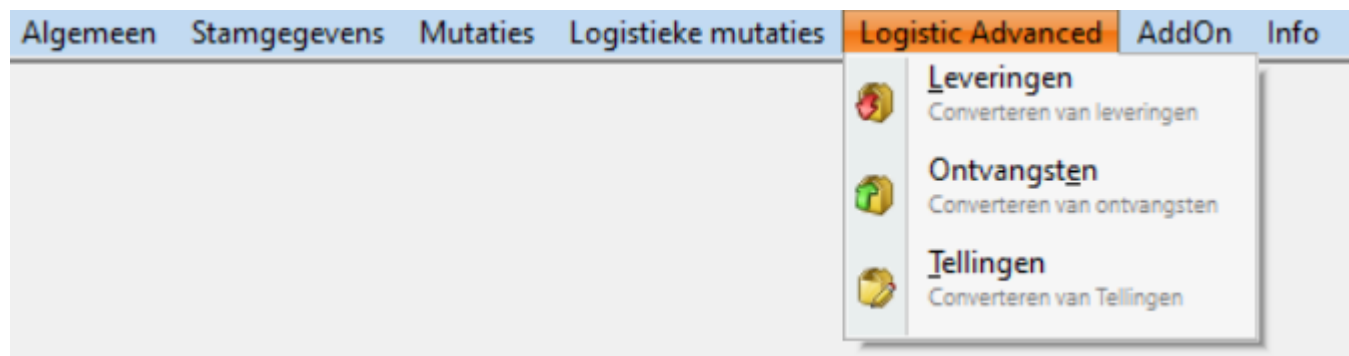 Algemeen Stamgegevens Mutaties Logistieke mutaties Logistic Advanced AddOn Info
Leveringen
Converteren van leveringen
Ontvangsten
Converteren van ontvangsten
Tellingen
Converteren van Tellingen